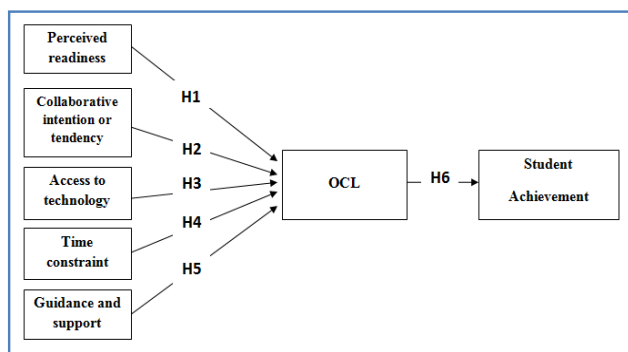 Perceived
readiness
H1
Collaborative
intention or
tendency
H2
Access to
technology
H3
Time
constraint
H4
Guidance and
support
H5
OCL
H6
Student
Achievement